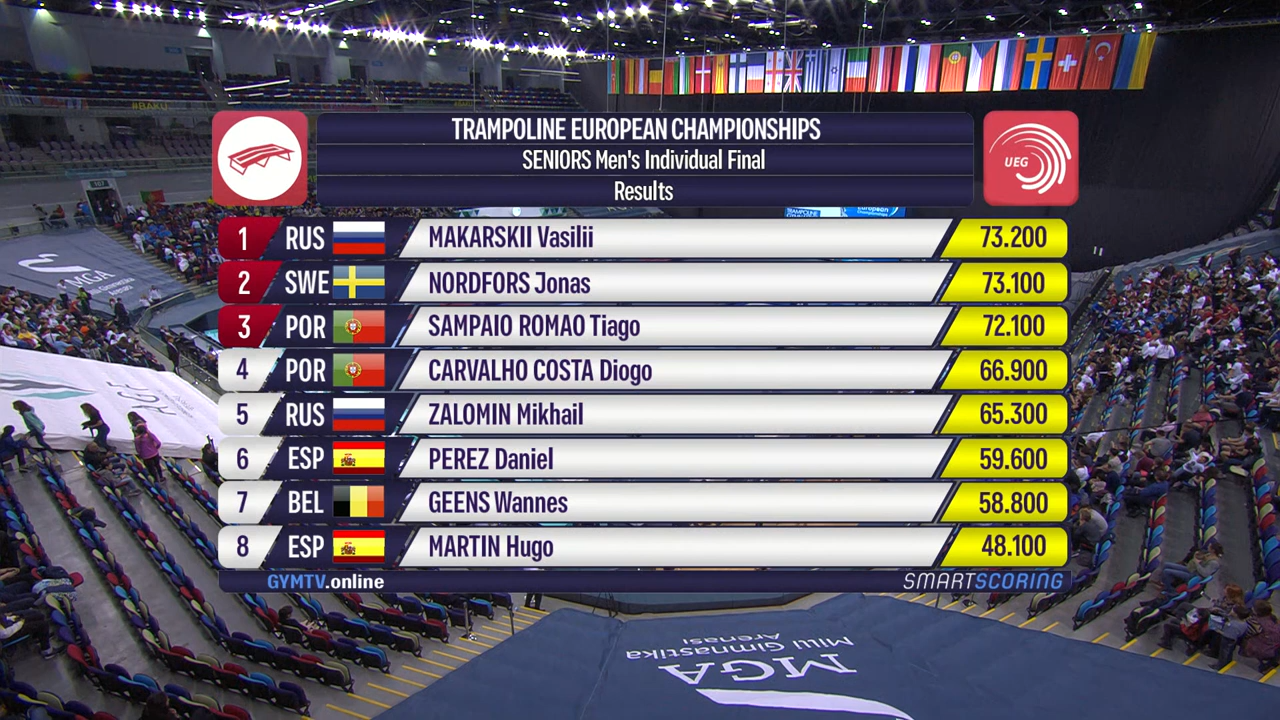 TRAMPOLINE EUROPEAN CHAMPIONSHIPS
SENIORS Men's Individual Final
Results
UEG
1 RUS MAKARSKII Vasilii 73.200
2 SWE NORDFORS Jonas 73.100
3 POR SAMPAIO ROMAO Tiago 72.100
4 POR CARVALHO COSTA Diogo 66.900
5 RUS ZALOMIN Mikhail 65.300
6 ESP PEREZ Daniel 59.600
7 BEL GEENS Wannes 58.800
8 ESP MARTIN Hugo 48.100
GYMTV.online SMARTSCORING
#BAKU
MGA
MGA
Milli Gimnastika
Arenası